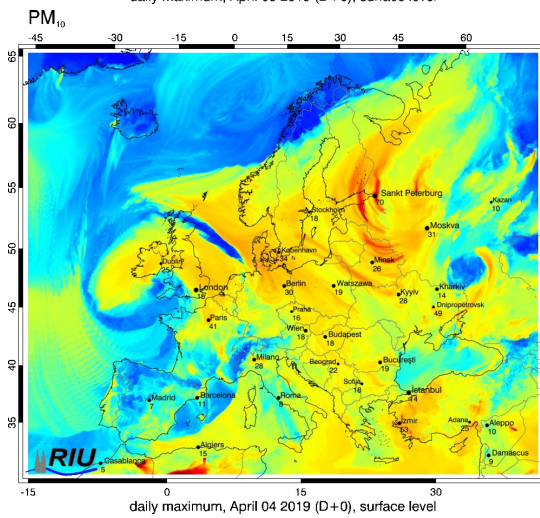 PM10
-45 -30 -15 0 15 30 45 60
65
60
Sankt Peterburg
70
Kazan
10
55
Stockholm
18
Moskva
31
København
34
50
Dublin
25
Minsk
26
London
Berlin
30
Warszawa
19
Kyyiv
28
Kharkiv
14
Dnipropetrovsk
49
45
Paris
41
Praha
16
Wien
18
Budapest
18
Milano
28
Beograd
22
Bucureşti
19
40
Sofia
18
Madrid
7
Barcelona
11
Roma
8
Istanbul
Izmir
Adana
25
Aleppo
10
35
Algiers
15
RIU
Casablanca
5
Damascus
9
-15 0 15 30
daily maximum, April 04 2019 (D+0), surface level